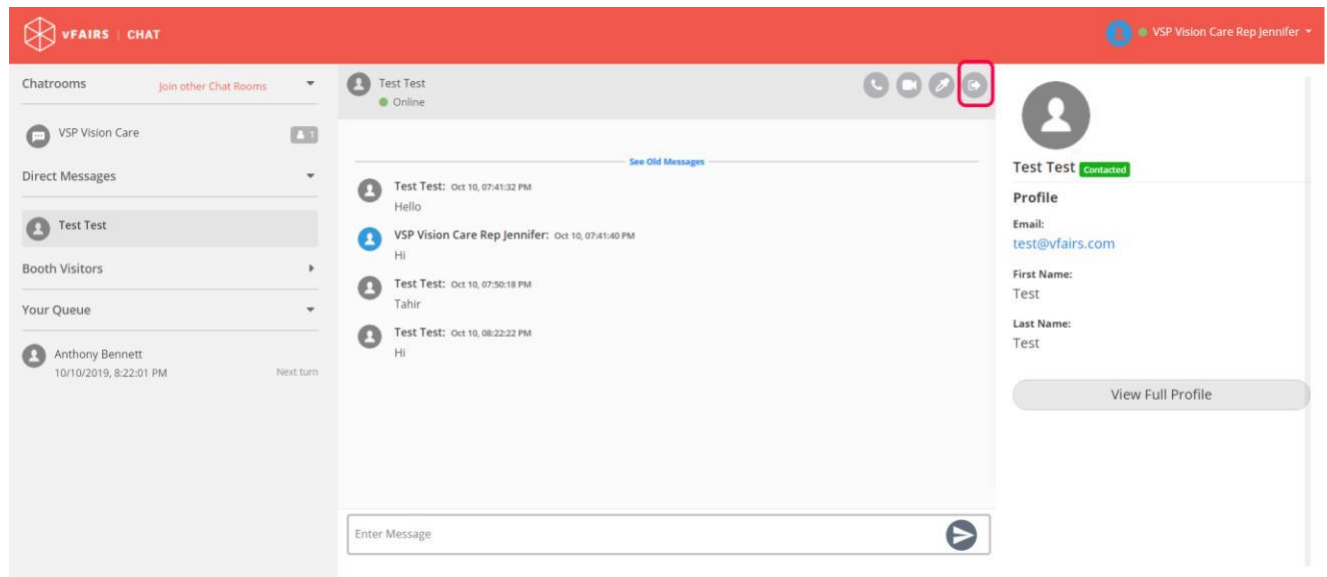 vFAIRS | CHAT
VSP Vision Care Rep Jennifer
Chatrooms Join other Chat Rooms
VSP Vision Care 1
Direct Messages
Test Test
Booth Visitors
Your Queue
Anthony Bennett
10/10/2019, 8:22:01 PM Next turn
Test Test
Online
See Old Messages
Test Test: Oct 10, 07:41:32 PM
Hello
VSP Vision Care Rep Jennifer: Oct 10, 07:41:40 PM
Hi
Test Test: Oct 10, 07:50:18 PM
Tahir
Test Test: Oct 10, 08:22:22 PM
Hi
Enter Message
Test Test Contacted
Profile
Email:
test@vfairs.com
First Name:
Test
Last Name:
Test
View Full Profile